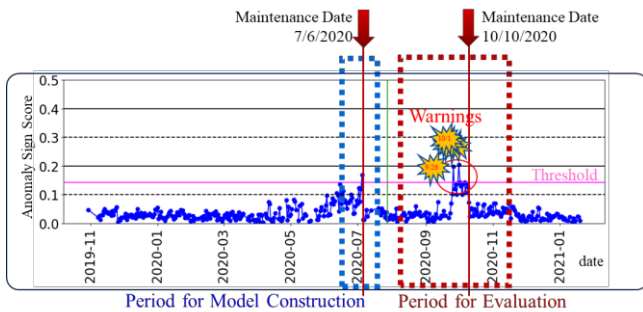 Maintenance Date
7/6/2020
Maintenance Date
10/10/2020
Anomaly Sign Score
0.5
0.4
0.3
0.2
0.1
0.0
Warnings
Threshold
2019-11
2020-01
2020-03
2020-05
2020-07
2020-09
2020-11
2021-01
date
Period for Model Construction
Period for Evaluation